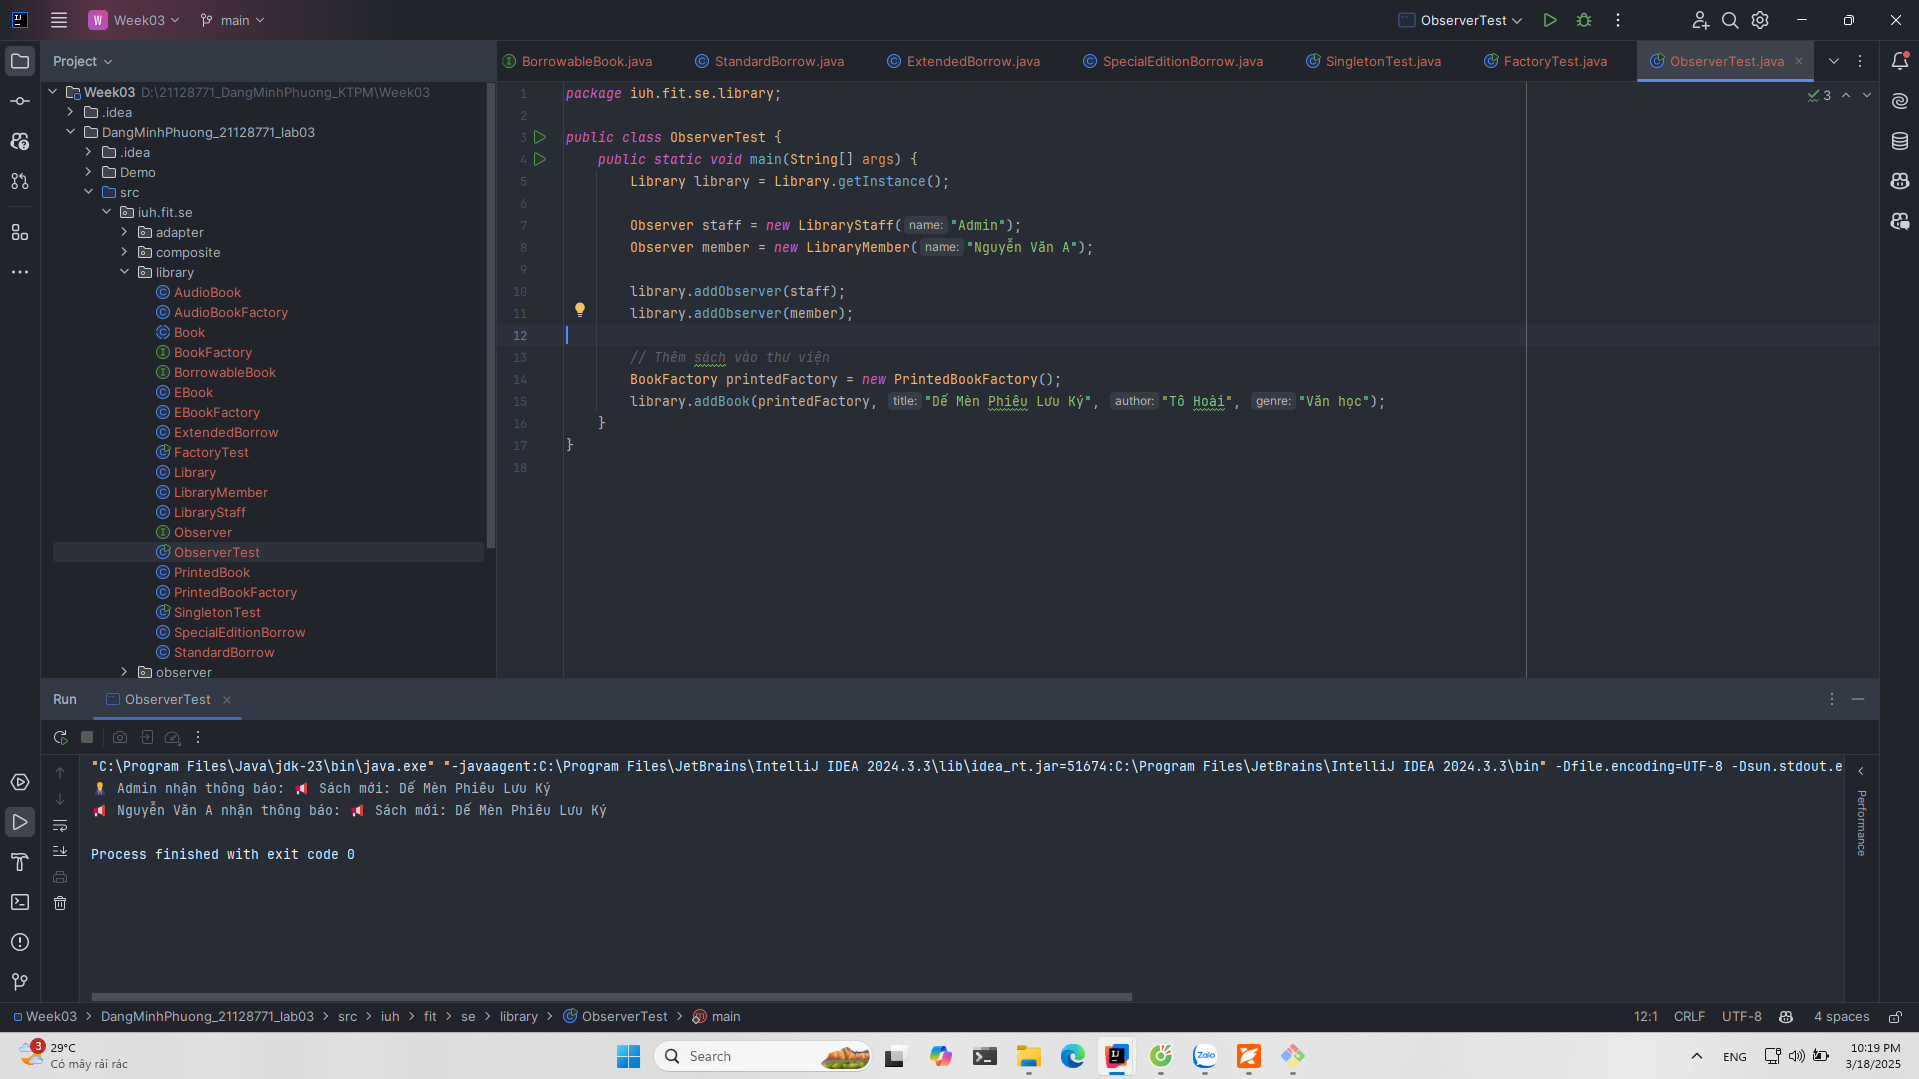 Week03
main
ObserverTest
Project
BorrowableBook.java
StandardBorrow.java
ExtendedBorrow.java
SpecialEditionBorrow.java
SingletonTest.java
FactoryTest.java
ObserverTest.java
Week03 D:\21128771_DangMinhPhuong_KTPM\Week03
.idea
DangMinhPhuong_21128771_lab03
.idea
Demo
src
iuh.fit.se
adapter
composite
library
AudioBook
AudioBookFactory
Book
BookFactory
BorrowableBook
EBook
EBookFactory
ExtendedBorrow
FactoryTest
Library
LibraryMember
LibraryStaff
Observer
ObserverTest
PrintedBook
PrintedBookFactory
SingletonTest
SpecialEditionBorrow
StandardBorrow
observer
3
1 package iuh.fit.se.library;
2
3 public class ObserverTest {
4 public static void main(String[] args) {
5 Library library = Library.getInstance();
6
7 Observer staff = new LibraryStaff( name: "Admin");
8 Observer member = new LibraryMember( name: "Nguyễn Văn A");
9
10 library.addObserver(staff);
11 library.addObserver(member);
12
13 // Thêm sách vào thư viện
14 BookFactory printedFactory = new PrintedBookFactory();
15 library.addBook(printedFactory, title: "Dế Mèn Phiêu Lưu Ký", author: "Tô Hoài", genre: "Văn học");
16 }
17 }
18
Run ObserverTest
"C:\Program Files\Java\jdk-23\bin\java.exe" "-javaagent:C:\Program Files\JetBrains\IntelliJ IDEA 2024.3.3\lib\idea_rt.jar=51674:C:\Program Files\JetBrains\IntelliJ IDEA 2024.3.3\bin" -Dfile.encoding=UTF-8 -Dsun.stdout.e
Admin nhận thông báo: 📢 Sách mới: Dế Mèn Phiêu Lưu Ký
📢 Nguyễn Văn A nhận thông báo: 📢 Sách mới: Dế Mèn Phiêu Lưu Ký
Process finished with exit code 0
Performance
Week03 > DangMinhPhuong_21128771_lab03 > src > iuh > fit > se > library > ObserverTest > main
12:1 CRLF UTF-8 4 spaces
3
29°C
Có mây rải rác
Search
Zalo
ENG
10:19 PM
3/18/2025